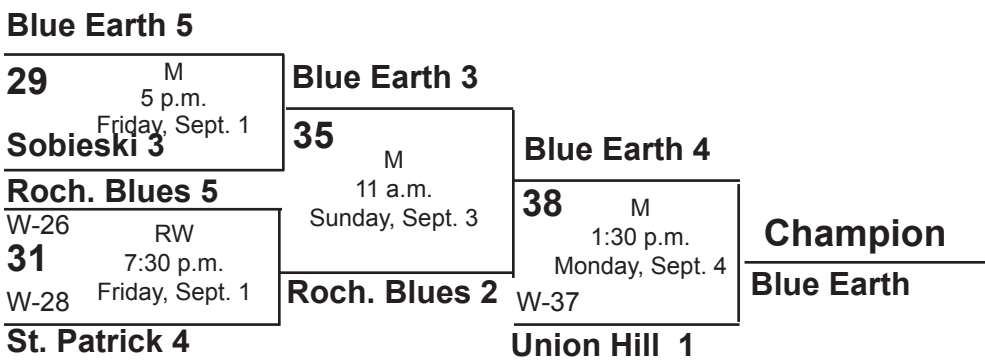 Blue Earth 5
29
M
5 p.m.
Friday, Sept. 1
Sobieski 3
Roch. Blues 5
W-26
31
RW
7:30 p.m.
Friday, Sept. 1
W-28
St. Patrick 4
Blue Earth 3
35
M
11 a.m.
Sunday, Sept. 3
Roch. Blues 2
Blue Earth 4
38
M
1:30 p.m.
Monday, Sept. 4
W-37
Union Hill 1
Champion
Blue Earth